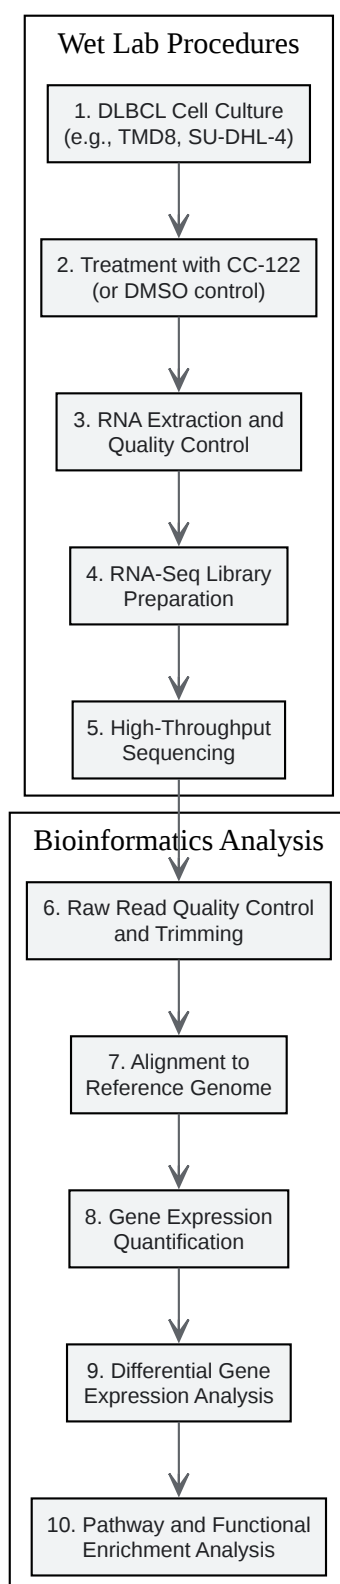 Wet Lab Procedures
1. DLBCL Cell Culture
(e.g., TMD8, SU-DHL-4)
2. Treatment with CC-122
(or DMSO control)
3. RNA Extraction and
Quality Control
4. RNA-Seq Library
Preparation
5. High-Throughput
Sequencing
Bioinformatics Analysis
6. Raw Read Quality Control
and Trimming
7. Alignment to
Reference Genome
8. Gene Expression
Quantification
9. Differential Gene
Expression Analysis
10. Pathway and Functional
Enrichment Analysis